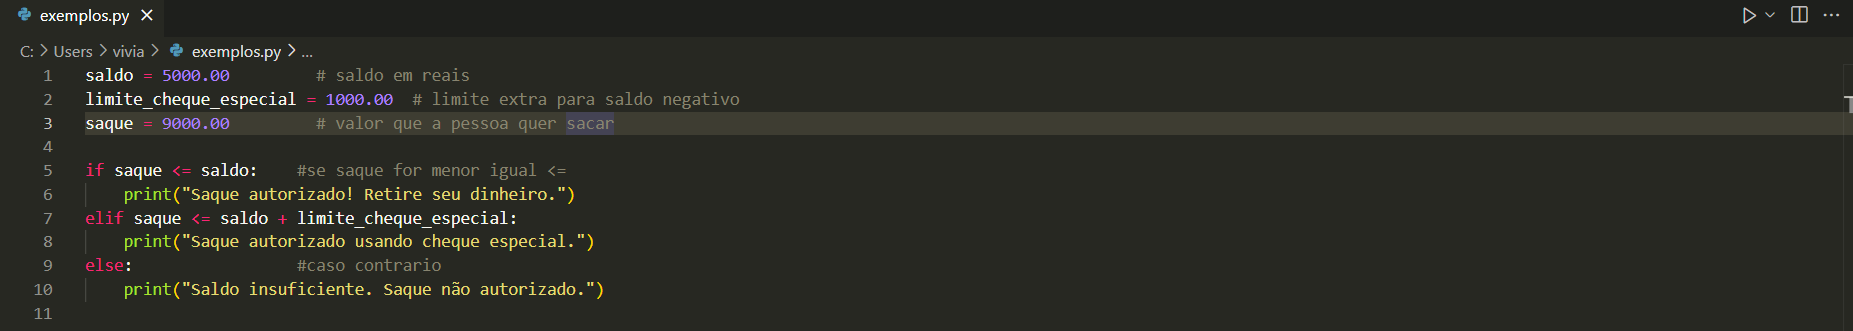 exemplos.py
C: > Users > vivia > exemplos.py > ...
1 saldo = 5000.00         # saldo em reais
2 limite_cheque_especial = 1000.00  # limite extra para saldo negativo
3 saque = 9000.00         # valor que a pessoa quer sacar
4
5 if saque <= saldo:    #se saque for menor igual <=
6     print("Saque autorizado! Retire seu dinheiro.")
7 elif saque <= saldo + limite_cheque_especial:
8     print("Saque autorizado usando cheque especial.")
9 else:                 #caso contrario
10     print("Saldo insuficiente. Saque não autorizado.")
11